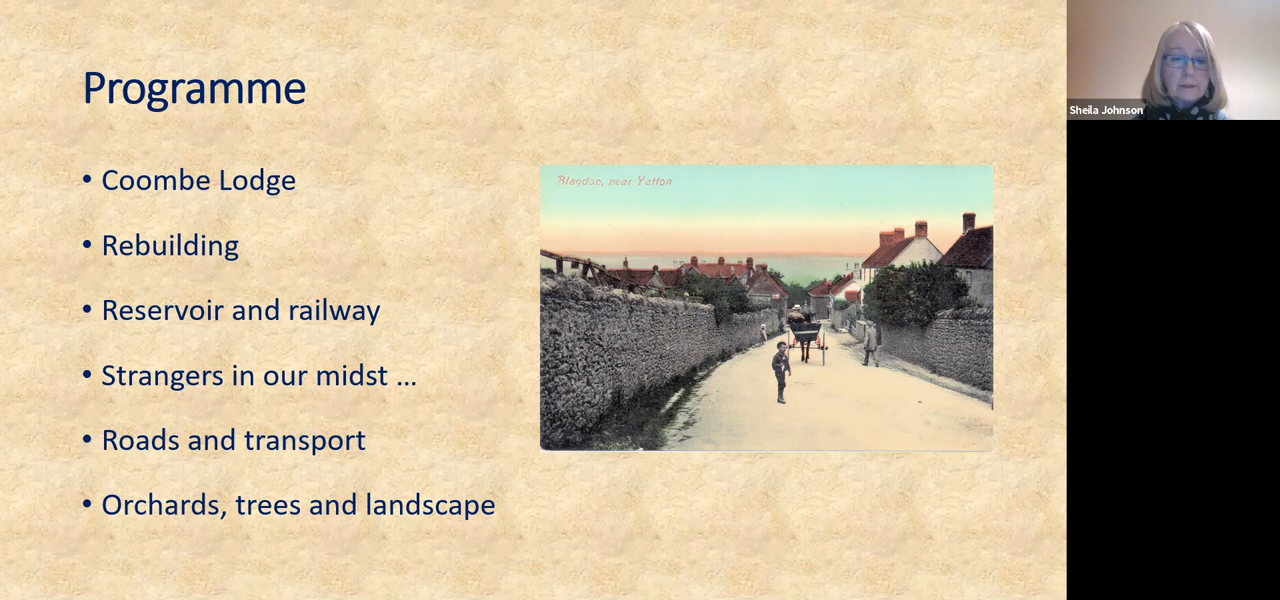 Programme
• Coombe Lodge
• Rebuilding
• Reservoir and railway
• Strangers in our midst ...
• Roads and transport
• Orchards, trees and landscape
near Yatton
Sheila Johnson